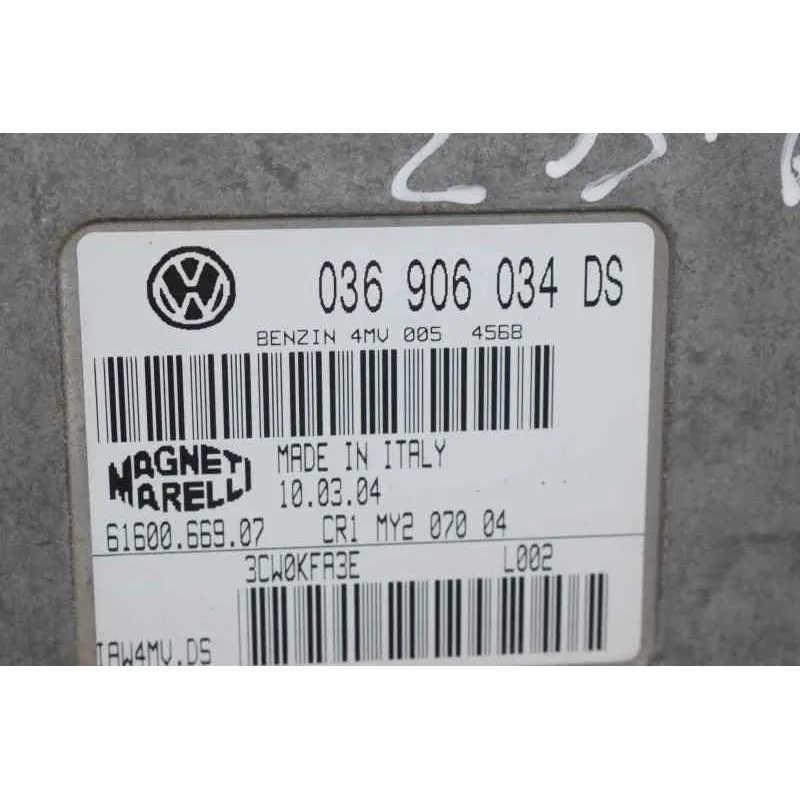 036 906 034 DS
BENZIN 4MV 005 4568
MAGNETI MARELLI
MADE IN ITALY
10.03.04
61600.669.07 CR1 MY2 070 04
3CW0KFA3E L002
IAW4MV.DS